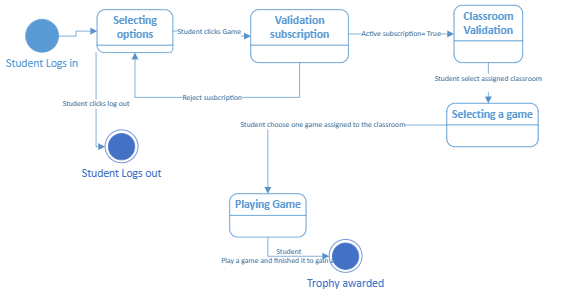 Selecting
options
Student clicks Game
Validation
subscription
Active subscription= True
Classroom
Validation
Student Logs in
Student select assigned classroom
Student clicks log out
Reject susbcription
Selecting a game
Student choose one game assigned to the classroom
Student Logs out
Playing Game
Student
Play a game and finished it to gain a
Trophy awarded